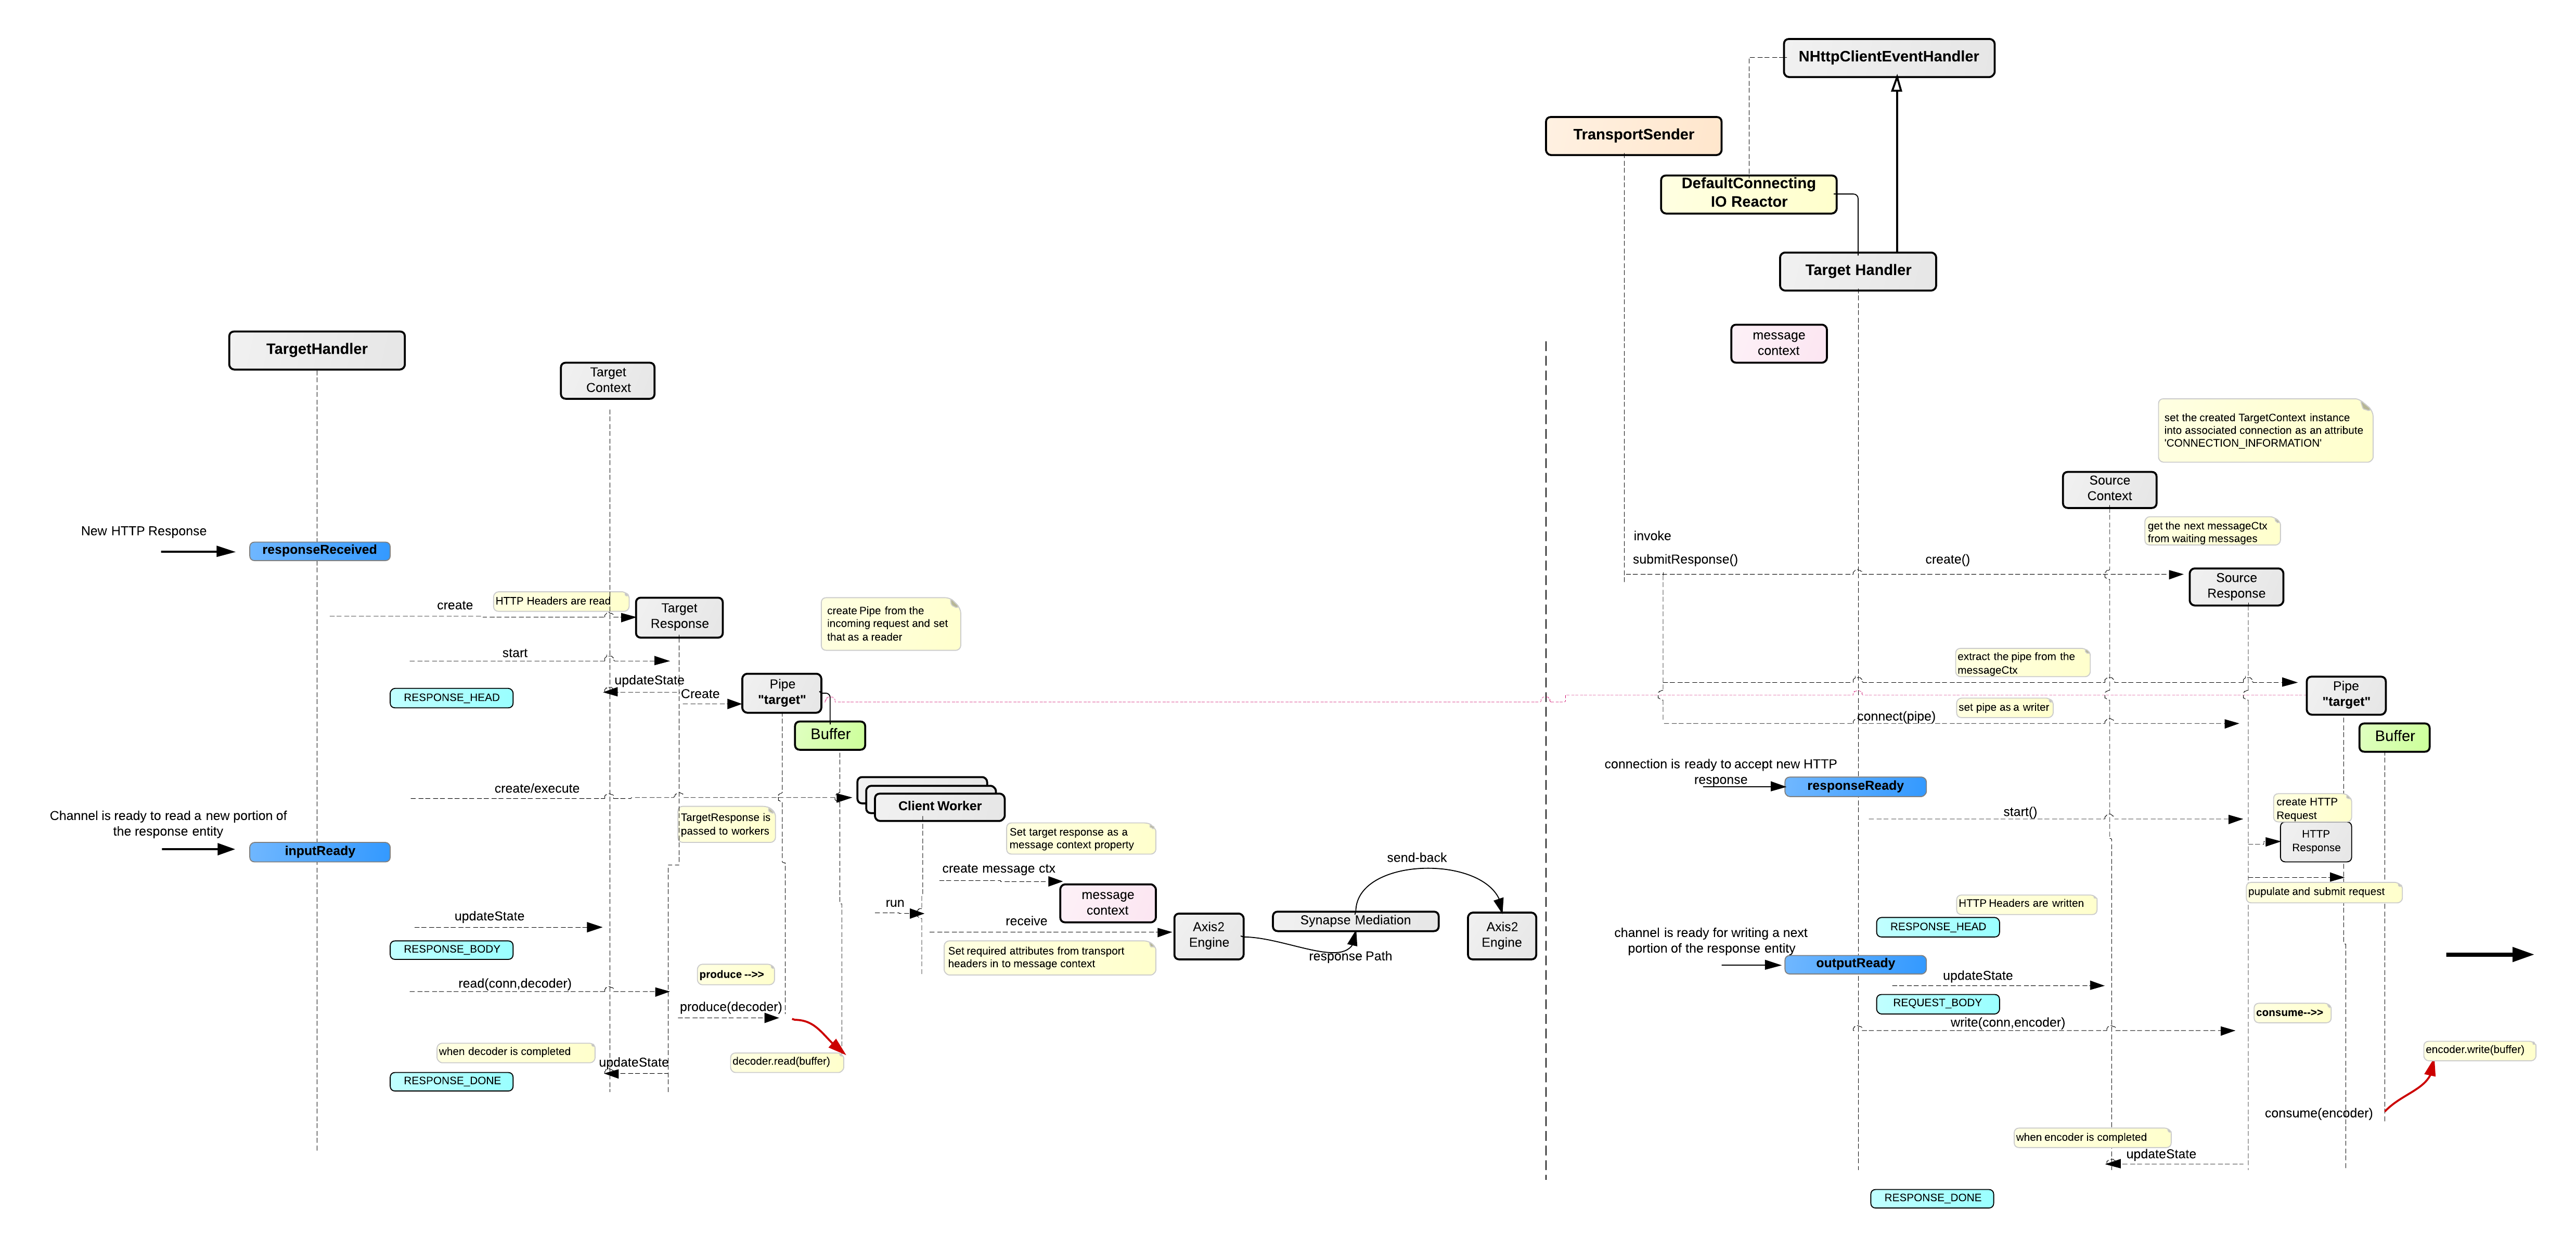 NHttpClientEventHandler
TransportSender
DefaultConnecting
IO Reactor
Target Handler
message
context
TargetHandler
Target
Context
set the created TargetContext instance
into associated connection as an attribute
'CONNECTION_INFORMATION'
Source
Context
get the next messageCtx
from waiting messages
New HTTP Response
responseReceived
invoke
submitResponse()
create()
Source
Response
create
HTTP Headers are read
Target
Response
create Pipe from the
incoming request and set
that as a reader
start
updateState
RESPONSE_HEAD
Create
Pipe
"target"
Buffer
extract the pipe from the
messageCtx
set pipe as a writer
connect(pipe)
Pipe
"target"
Buffer
create/execute
Client Worker
TargetResponse is
passed to workers
Channel is ready to read a new portion of
the response entity
inputReady
Set target response as a
message context property
create message ctx
message
context
run
receive
Set required attributes from transport
headers in to message context
Axis2
Engine
Synapse Mediation
send-back
response Path
Axis2
Engine
connection is ready to accept new HTTP
response
responseReady
start()
create HTTP
Request
HTTP
Response
pupulate and submit request
HTTP Headers are written
RESPONSE_HEAD
channel is ready for writing a next
portion of the response entity
outputReady
updateState
REQUEST_BODY
write(conn,encoder)
consume-->>
encoder.write(buffer)
consume(encoder)
when encoder is completed
updateState
RESPONSE_DONE
updateState
RESPONSE_BODY
produce -->>
read(conn,decoder)
produce(decoder)
decoder.read(buffer)
when decoder is completed
updateState
RESPONSE_DONE